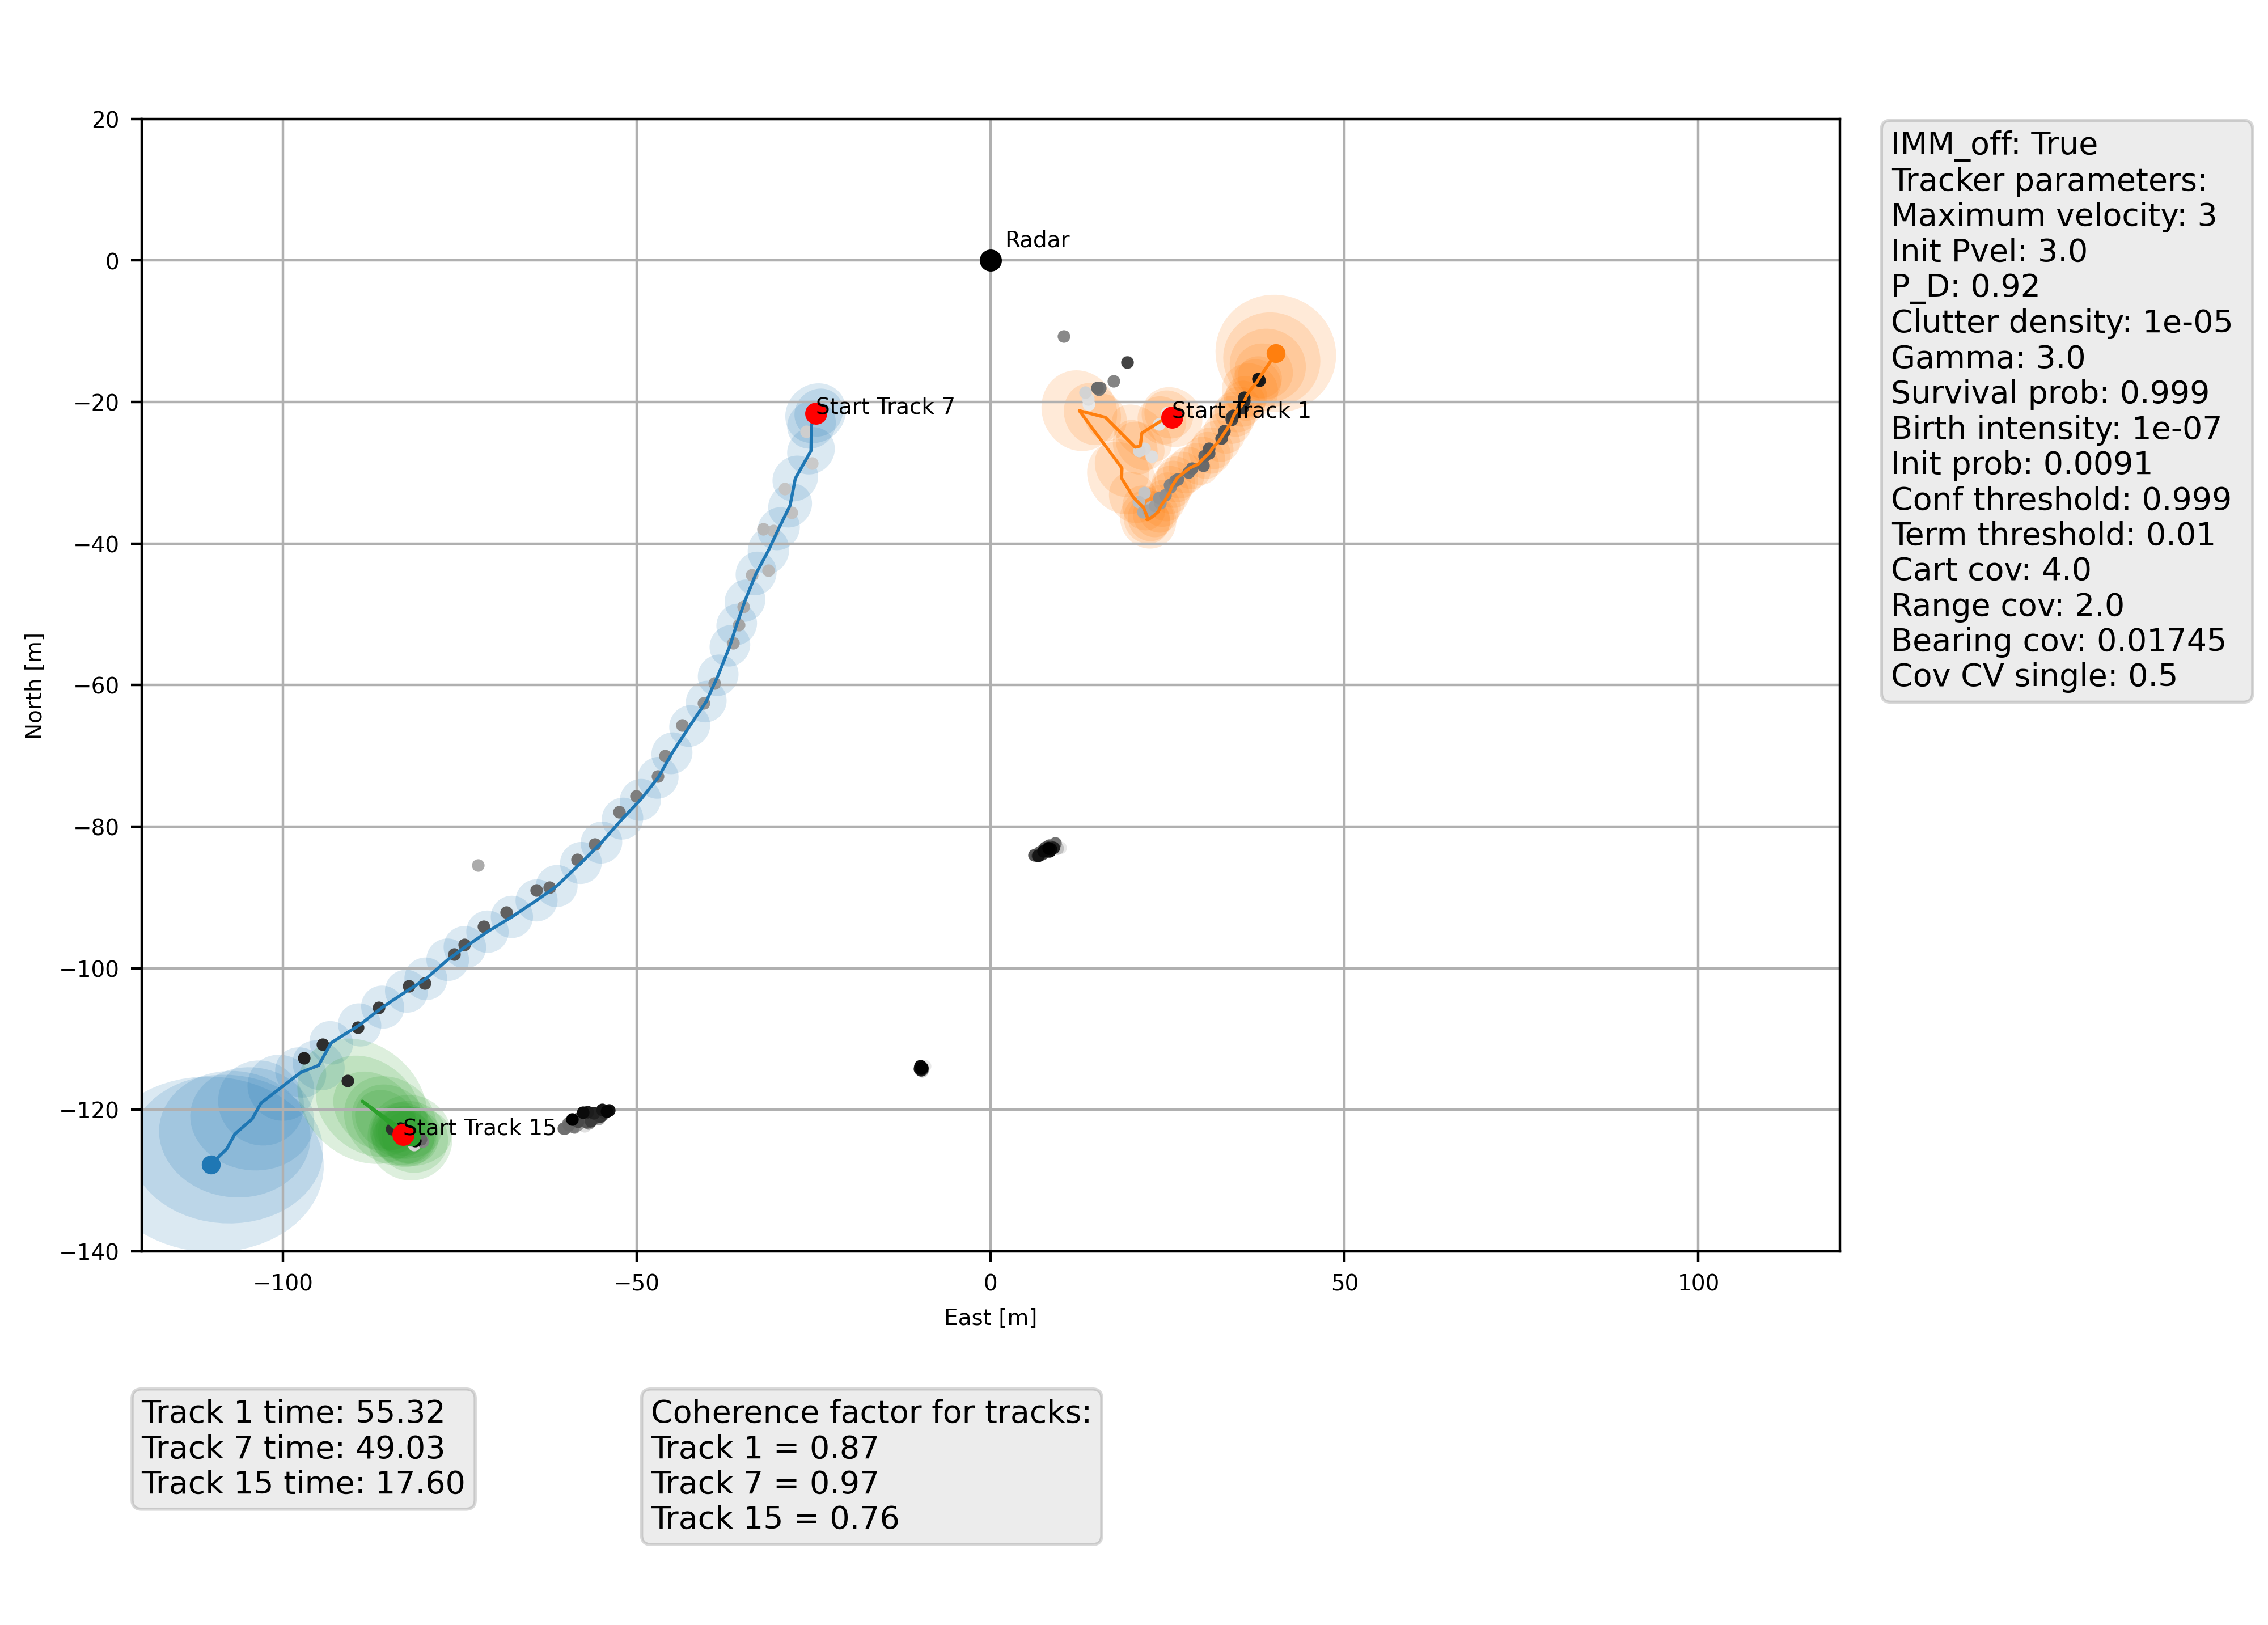 20
0
−20
−40
−60
−80
−100
−120
−140
North [m]
−100
−50
0
50
100
East [m]
Radar
Start Track 7
Start Track 1
Start Track 15
IMM_off: True
Tracker parameters:
Maximum velocity: 3
Init Pvel: 3.0
P_D: 0.92
Clutter density: 1e-05
Gamma: 3.0
Survival prob: 0.999
Birth intensity: 1e-07
Init prob: 0.0091
Conf threshold: 0.999
Term threshold: 0.01
Cart cov: 4.0
Range cov: 2.0
Bearing cov: 0.01745
Cov CV single: 0.5
Track 1 time: 55.32
Track 7 time: 49.03
Track 15 time: 17.60
Coherence factor for tracks:
Track 1 = 0.87
Track 7 = 0.97
Track 15 = 0.76